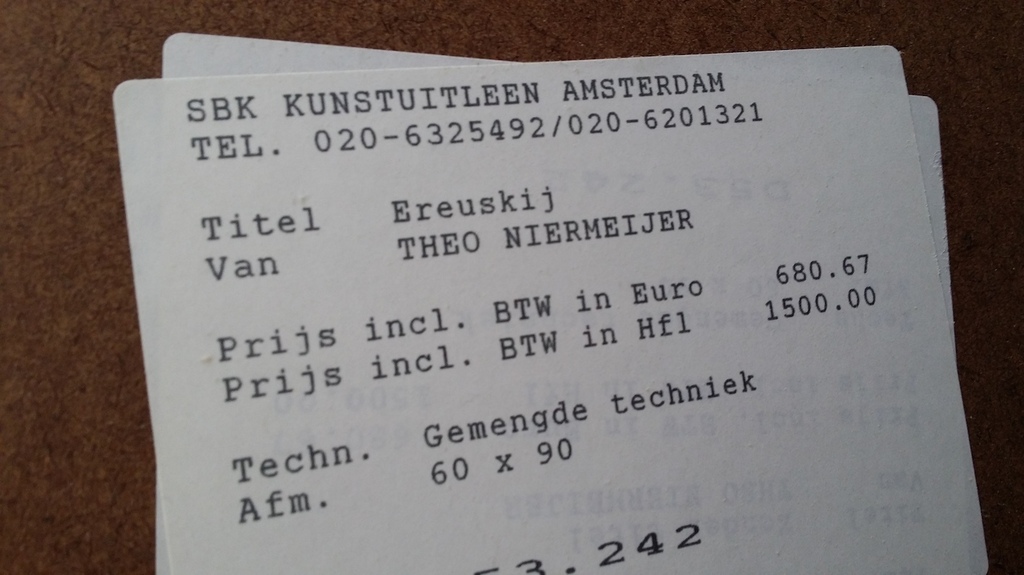 SBK KUNSTUITLEEN AMSTERDAM
TEL. 020-6325492/020-6201321
Titel Ereuskij
Van THEO NIERMEIJER
Prijs incl. BTW in Euro 680.67
Prijs incl. BTW in Hfl 1500.00
Techn. Gemengde techniek
Afm. 60 x 90
53.242